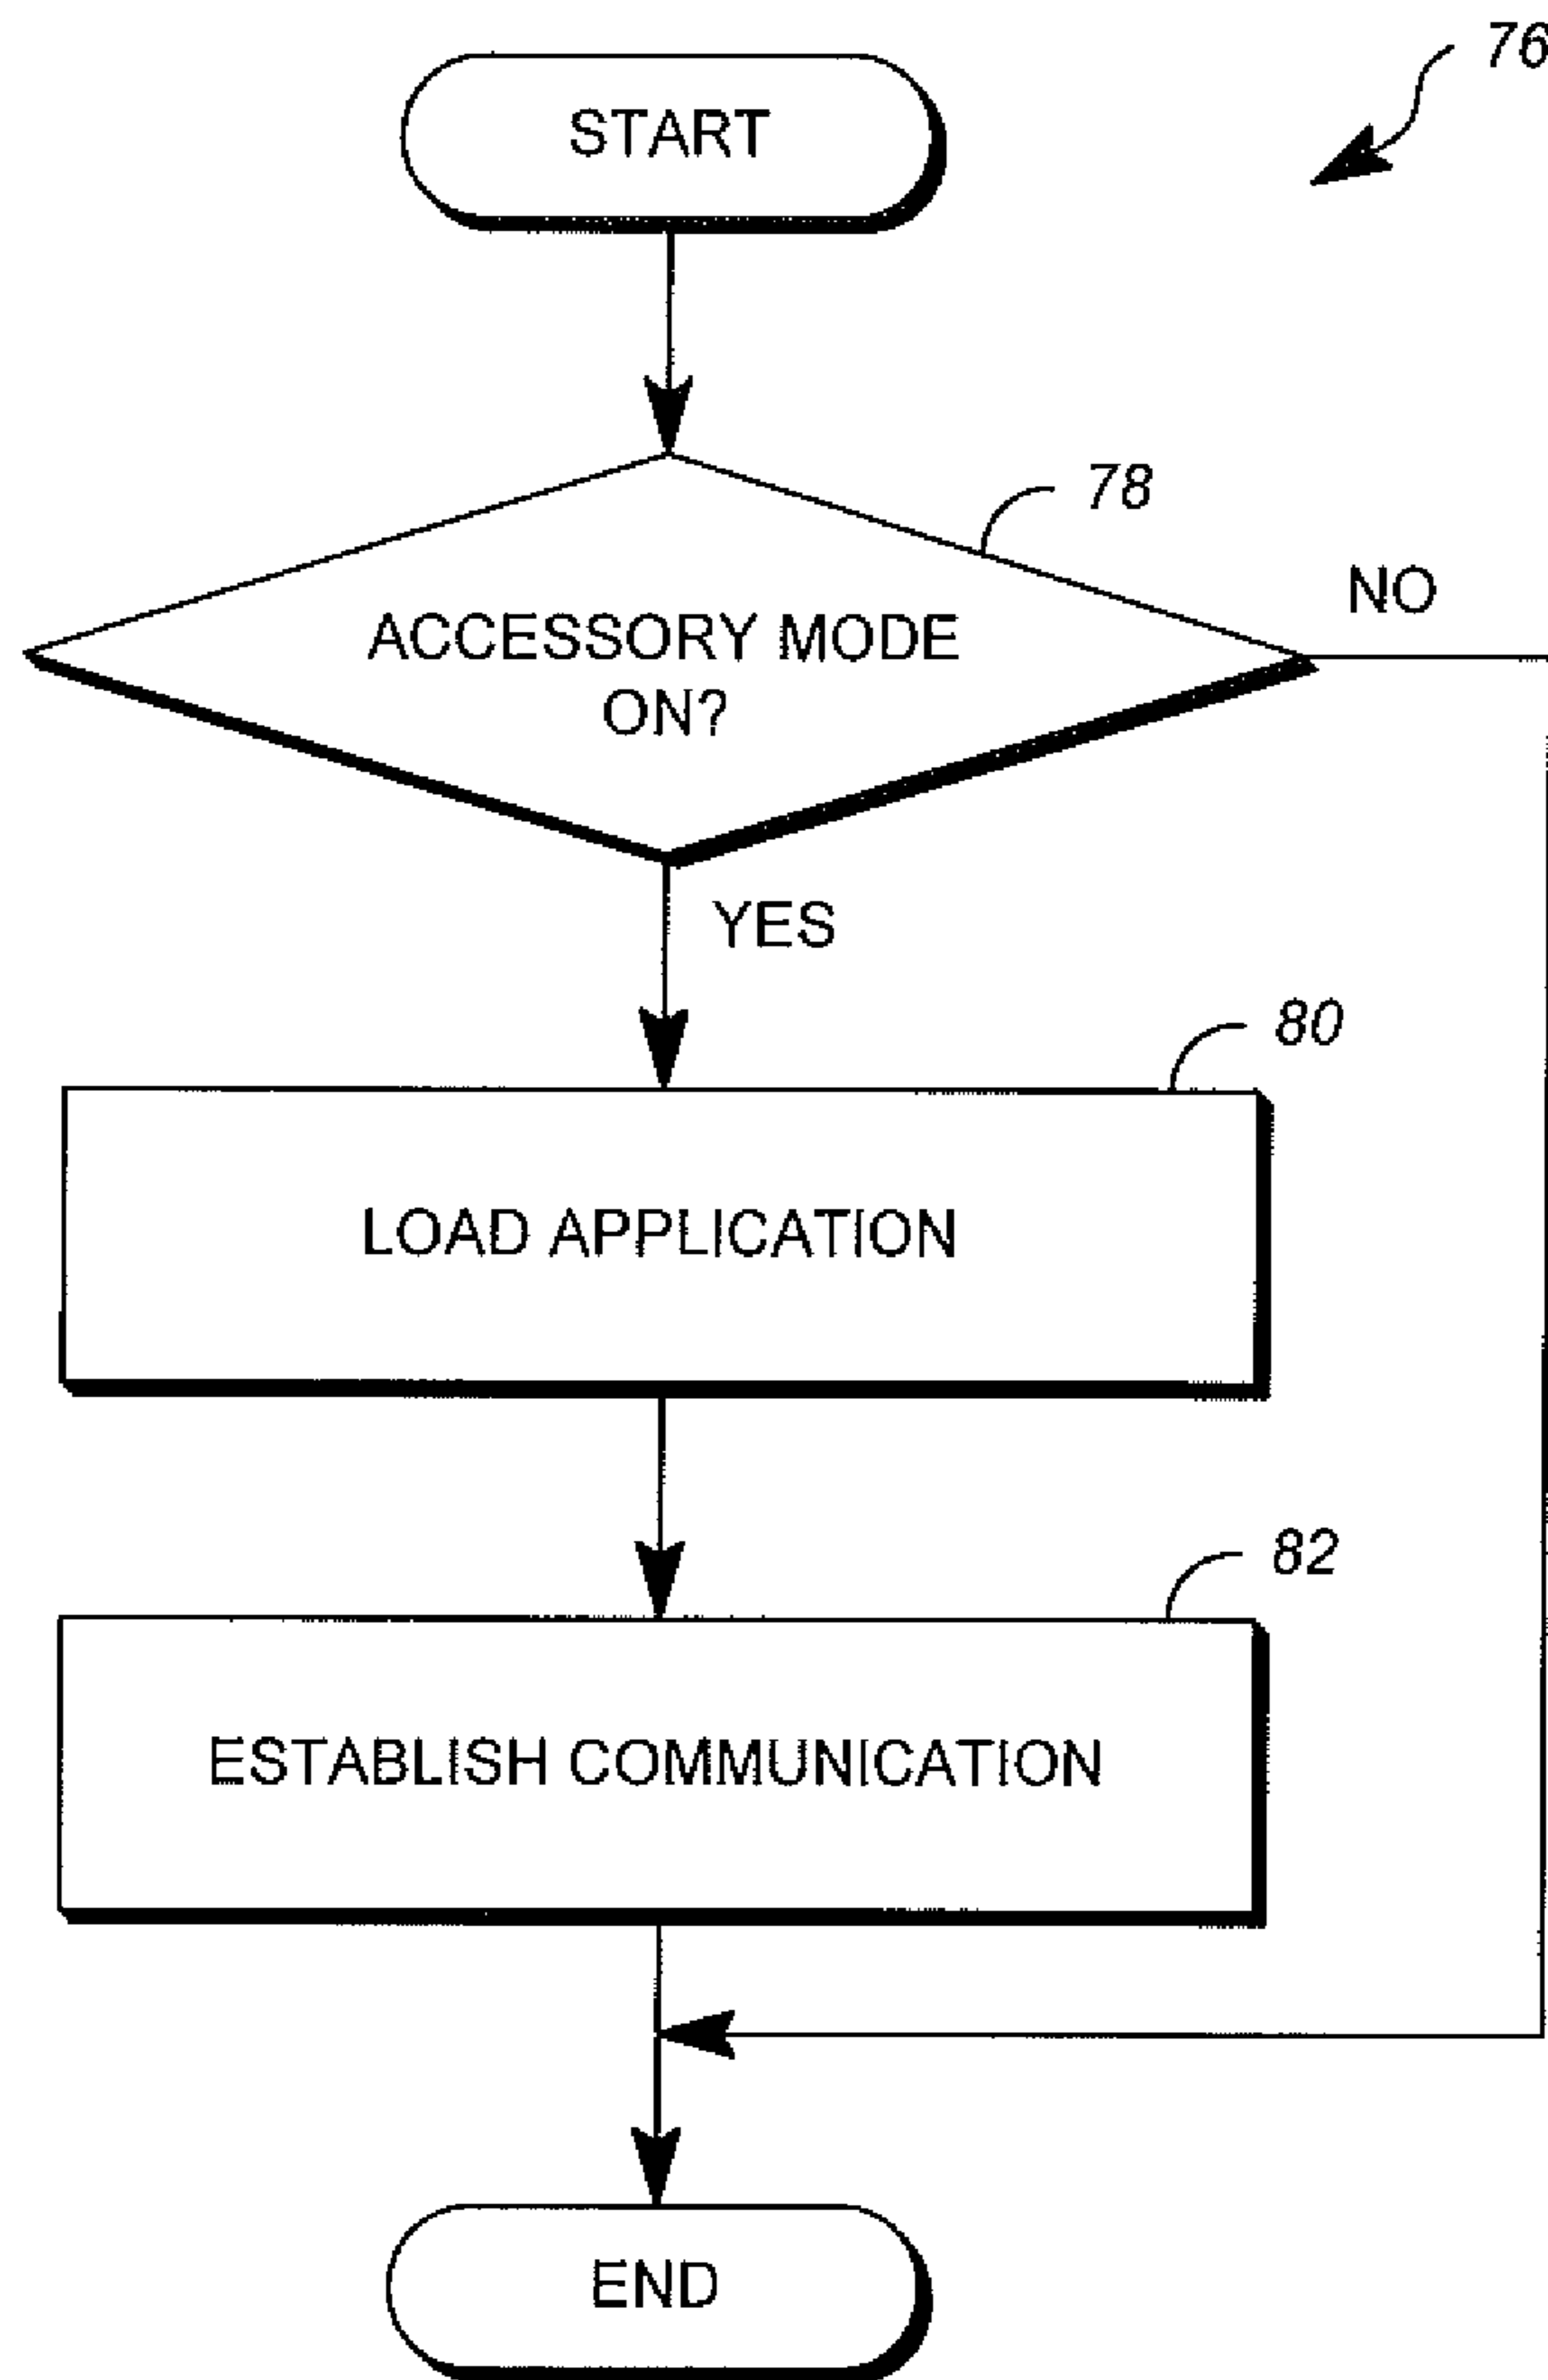 START
76
78
NO
ACCESSORY MODE
ON?
YES
80
LOAD APPLICATION
82
ESTABLISH COMMUNICATION
END